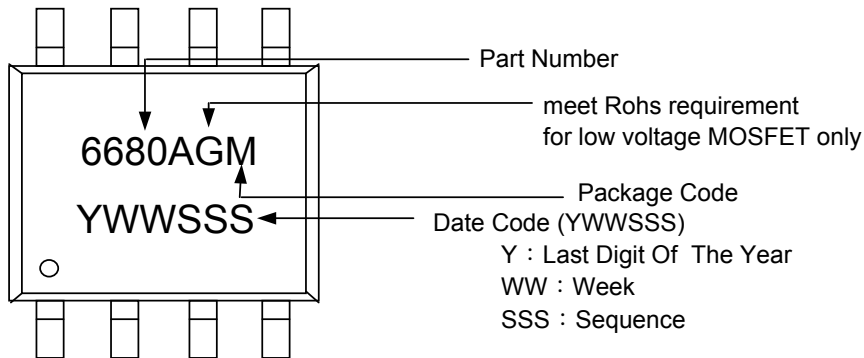 Part Number
meet Rohs requirement
for low voltage MOSFET only
6680AGM
Package Code
YWWSSS
Date Code (YWWSSS)
Y：Last Digit Of The Year
WW：Week
SSS：Sequence